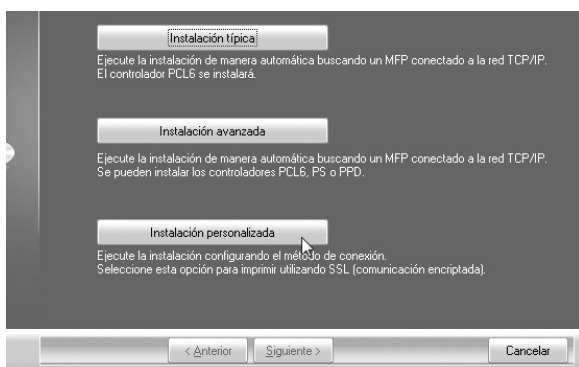 Instalación típica
Ejecute la instalación de manera automática buscando un MFP conectado a la red TCP/IP.
El controlador PCL6 se instalará.
Instalación avanzada
Ejecute la instalación de manera automática buscando un MFP conectado a la red TCP/IP.
Se pueden instalar los controladores PCL6, PS o PPD.
Instalación personalizada
Ejecute la instalación configurando el método de conexión.
Seleccione esta opción para imprimir utilizando SSL (comunicación encriptada).
< Anterior Siguiente > Cancelar